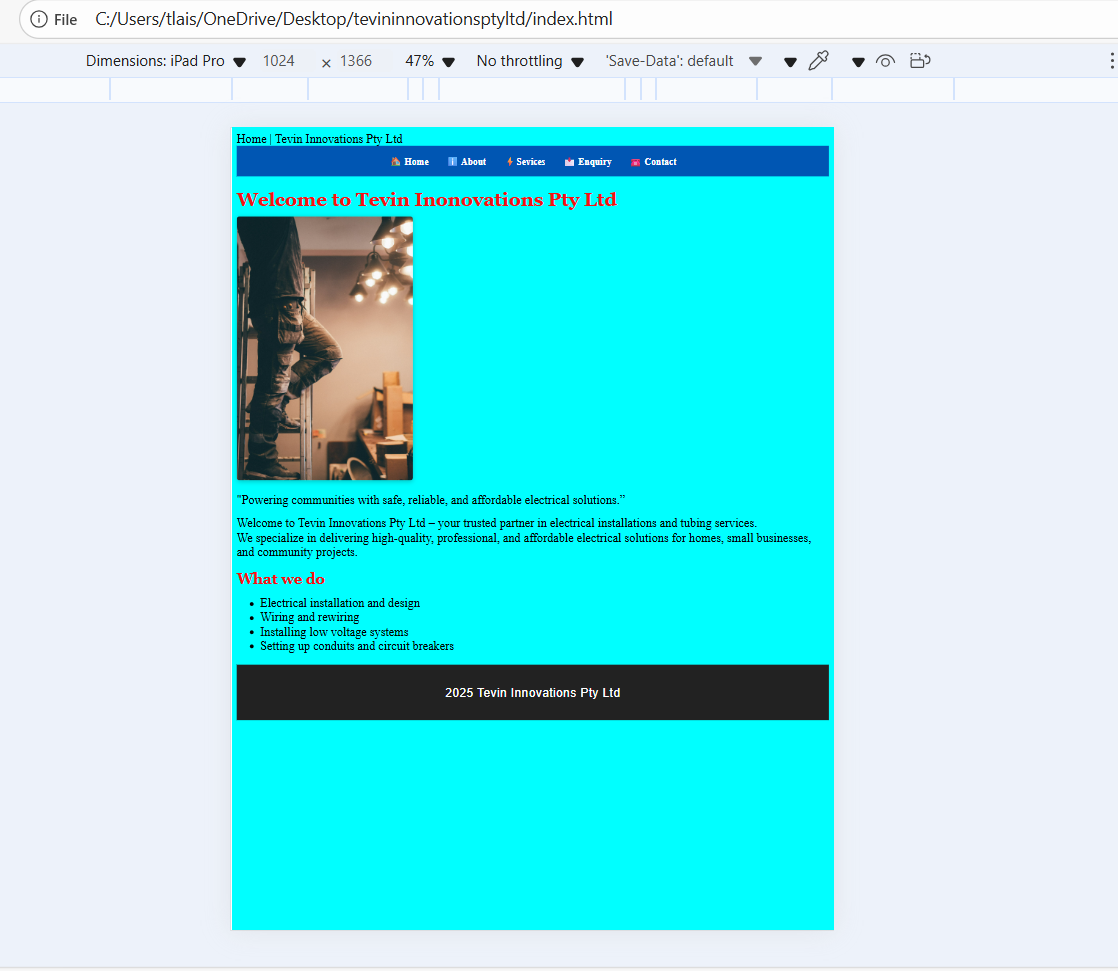 File C:/Users/tlais/OneDrive/Desktop/tevininnovationsptyltd/index.html
Dimensions: iPad Pro 1024 × 1366 47% No throttling 'Save-Data': default
Home | Tevin Innovations Pty Ltd
Home About Sevices Enquiry Contact
Welcome to Tevin Inonovations Pty Ltd
"Powering communities with safe, reliable, and affordable electrical solutions.”
Welcome to Tevin Innovations Pty Ltd – your trusted partner in electrical installations and tubing services.
We specialize in delivering high-quality, professional, and affordable electrical solutions for homes, small businesses,
and community projects.
What we do
• Electrical installation and design
• Wiring and rewiring
• Installing low voltage systems
• Setting up conduits and circuit breakers
2025 Tevin Innovations Pty Ltd